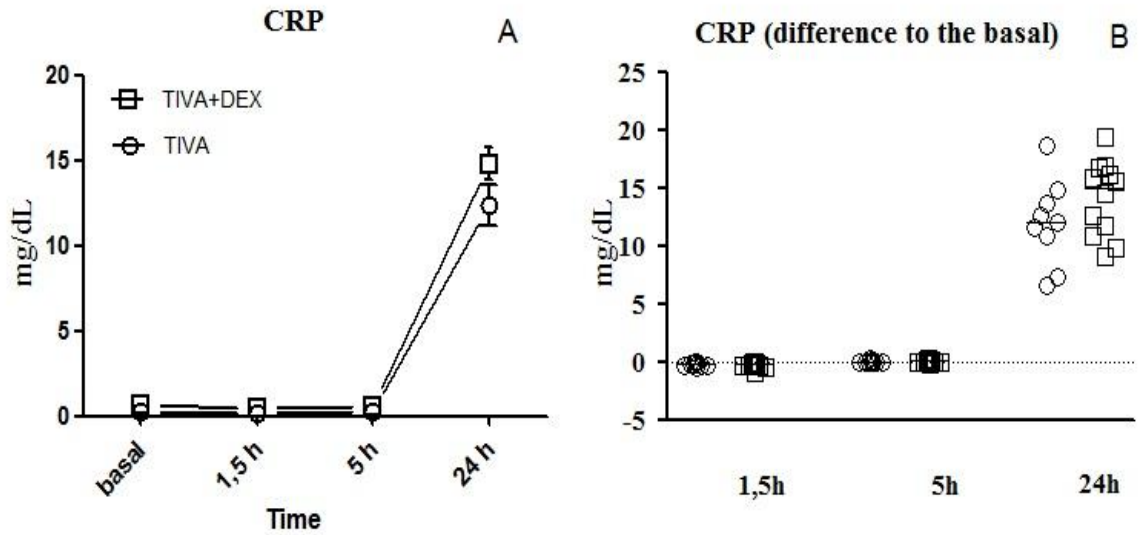 CRP
A
20
15
10
5
0
mg/dL
TIVA+DEX
TIVA
basal
1,5 h
5 h
24 h
Time
CRP (difference to the basal)
B
25
20
15
10
5
0
-5
mg/dL
1,5h
5h
24h